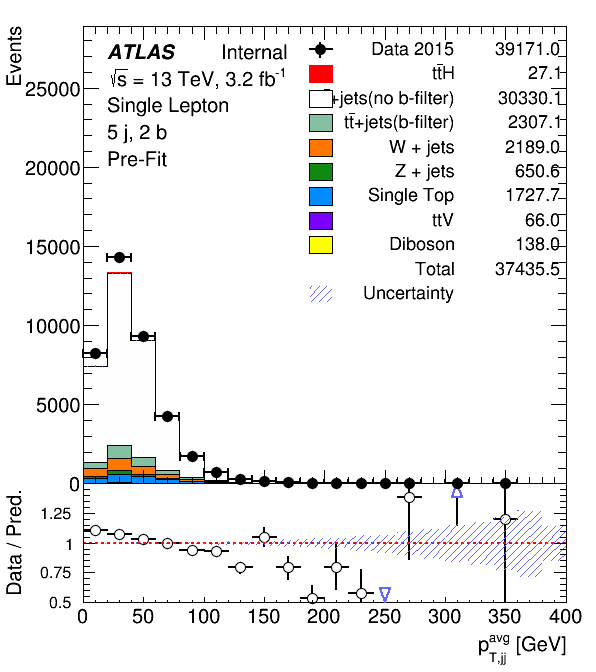 Events
ATLAS Internal
√s = 13 TeV, 3.2 fb⁻¹
Single Lepton
5 j, 2 b
Pre-Fit
Data 2015 39171.0
tt̄H 27.1
+jets(no b-filter) 30330.1
tt̄+jets(b-filter) 2307.1
W + jets 2189.0
Z + jets 650.6
Single Top 1727.7
ttV 66.0
Diboson 138.0
Total 37435.5
Uncertainty
25000
20000
15000
10000
5000
0
Data / Pred.
1.25
1
0.75
0.5
0 50 100 150 200 250 300 350 400
p_{T,jj}^{avg} [GeV]